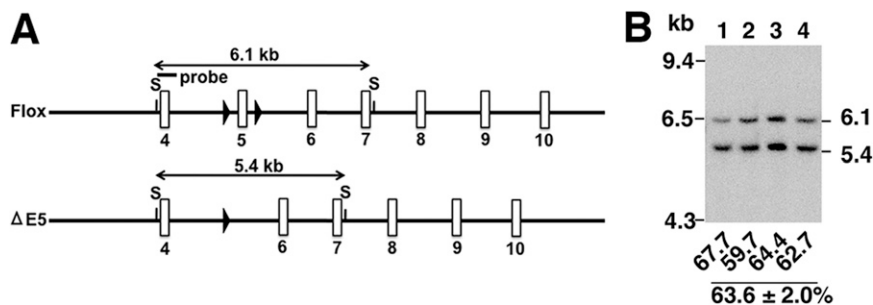 A
6.1 kb
S probe S
Flox
4 5 6 7 8 9 10
5.4 kb
S S
ΔE5
4 6 7 8 9 10
B kb 1 2 3 4
9.4
6.5 6.1
5.4
4.3
67.7 59.7 64.4 62.7
63.6 ± 2.0%